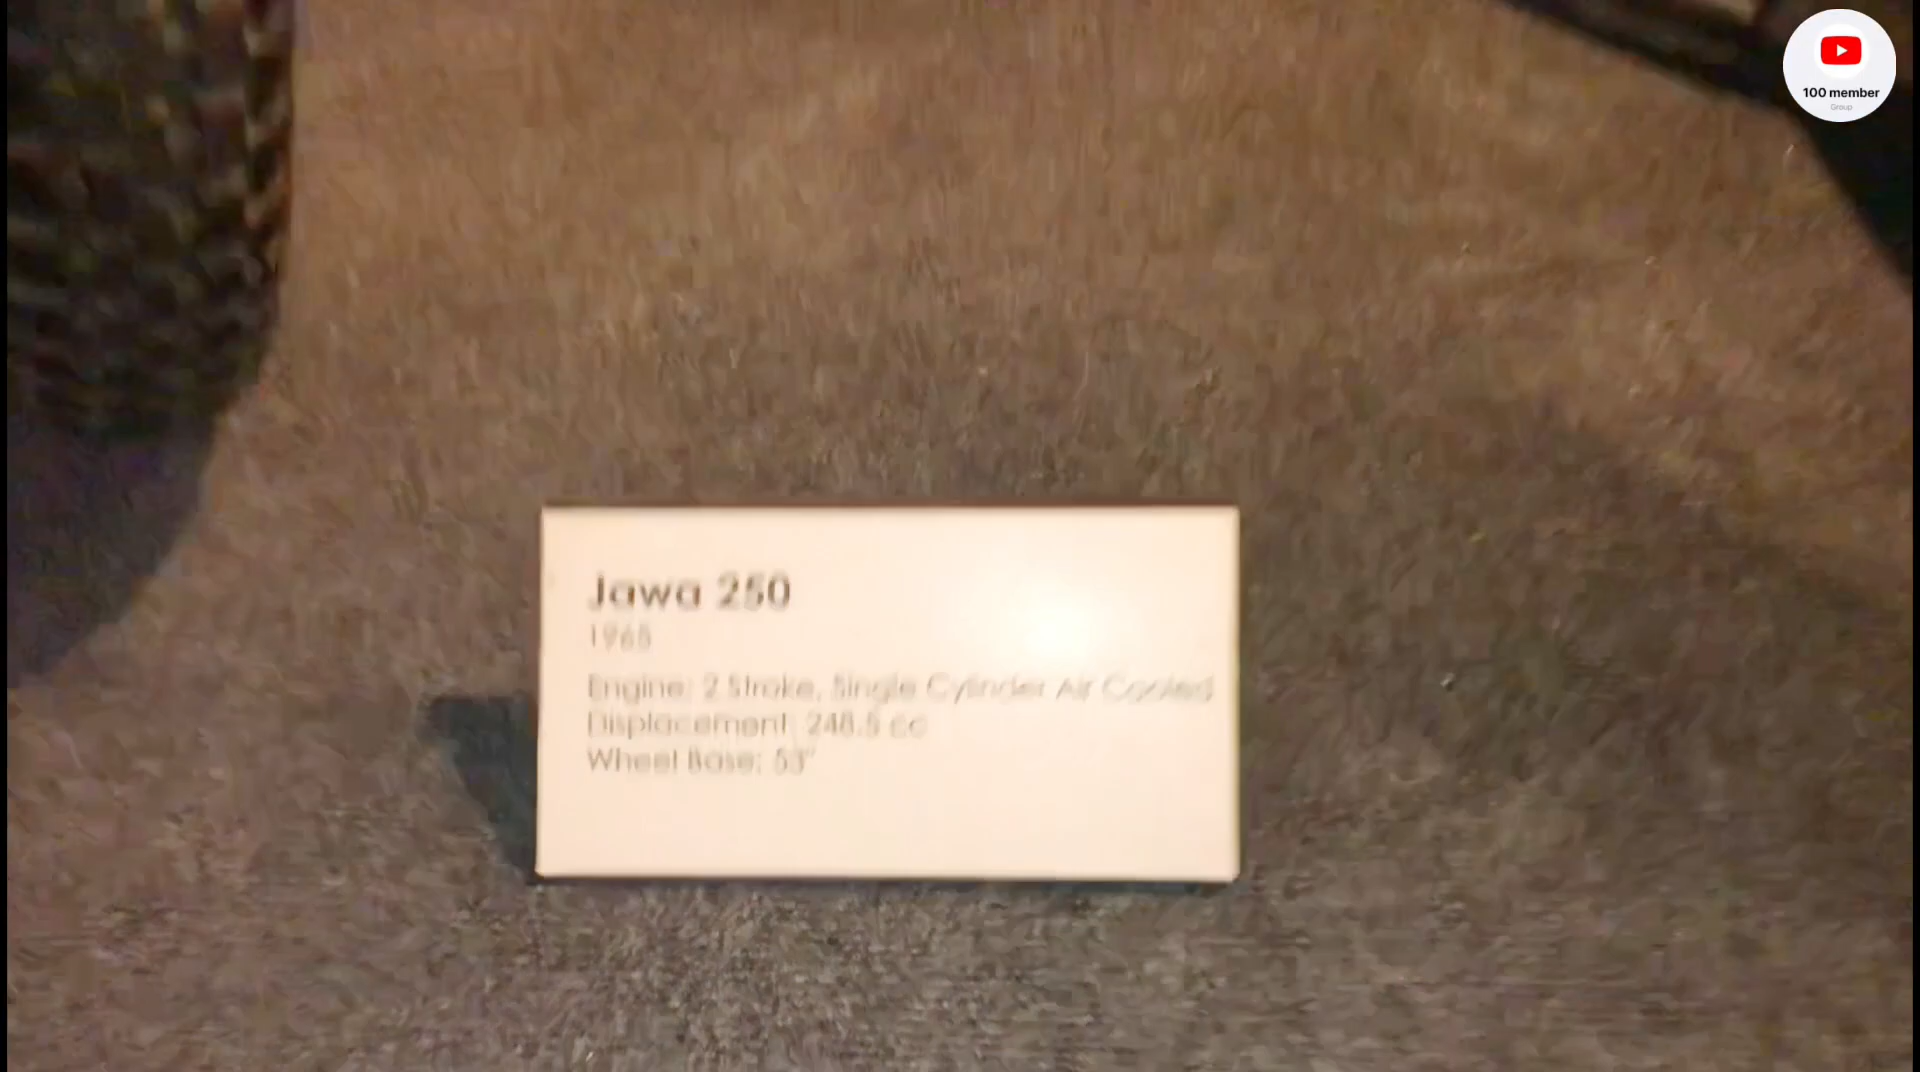 100 member
Group
Jawa 250
1965
Engine: 2 Stroke, Single Cylinder Air Cooled
Displacement: 248.5 cc
Wheel Base: 53"